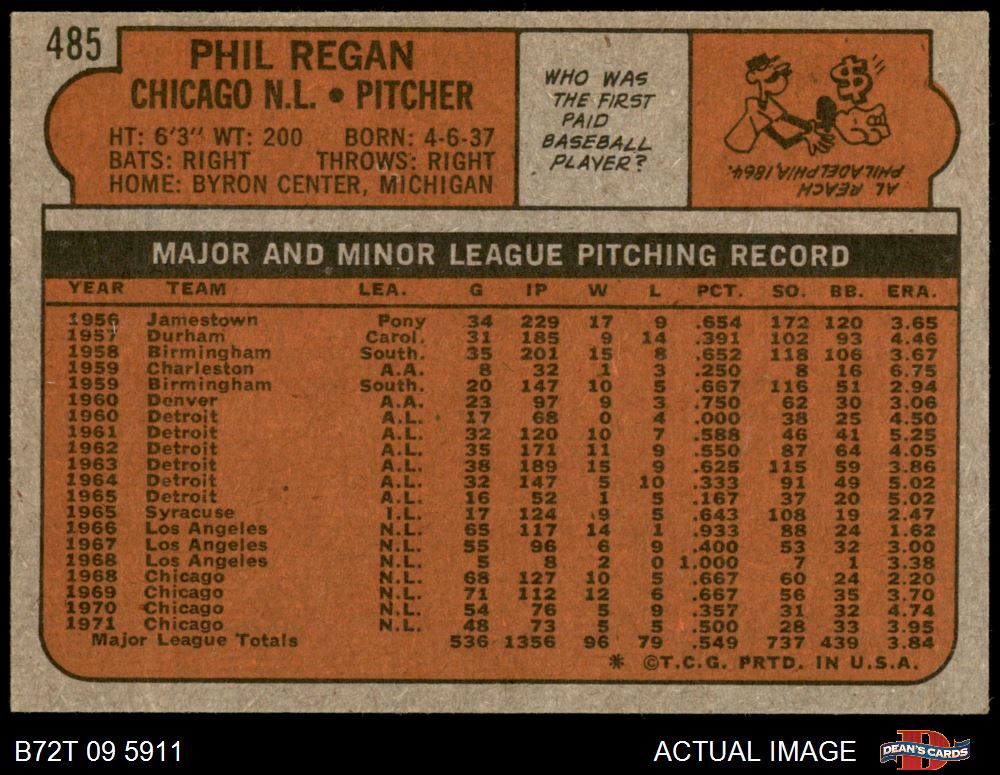 485
PHIL REGAN
CHICAGO N.L. • PITCHER
HT: 6'3" WT: 200 BORN: 4-6-37
BATS: RIGHT THROWS: RIGHT
HOME: BYRON CENTER, MICHIGAN
WHO WAS
THE FIRST
PAID
BASEBALL
PLAYER?
$
AL REACH
PHILADELPHIA, 1864.
MAJOR AND MINOR LEAGUE PITCHING RECORD
YEAR TEAM LEA. G IP W L PCT. SO. BB. ERA.
1956 Jamestown Pony 34 229 17 9 .654 172 120 3.65
1957 Durham Carol. 31 185 9 14 .391 102 93 4.46
1958 Birmingham South. 35 201 15 8 .652 118 106 3.67
1959 Charleston A.A. 8 32 1 3 .250 8 16 6.75
1959 Birmingham South. 20 147 10 5 .667 116 51 2.94
1960 Denver A.A. 23 97 9 3 .750 62 30 3.06
1960 Detroit A.L. 17 68 0 4 .000 38 25 4.50
1961 Detroit A.L. 32 120 10 7 .588 46 41 5.25
1962 Detroit A.L. 35 171 11 9 .550 87 64 4.05
1963 Detroit A.L. 38 189 15 9 .625 115 59 3.86
1964 Detroit A.L. 32 147 5 10 .333 91 49 5.02
1965 Detroit A.L. 16 52 1 5 .167 37 20 5.02
1965 Syracuse I.L. 17 124 9 5 .643 108 19 2.47
1966 Los Angeles N.L. 65 117 14 1 .933 88 24 1.62
1967 Los Angeles N.L. 55 96 6 9 .400 53 32 3.00
1968 Los Angeles N.L. 5 8 2 0 1.000 7 1 3.38
1968 Chicago N.L. 68 127 10 5 .667 60 24 2.20
1969 Chicago N.L. 71 112 12 6 .667 56 35 3.70
1970 Chicago N.L. 54 76 5 9 .357 31 32 4.74
1971 Chicago N.L. 48 73 5 5 .500 28 33 3.95
Major League Totals 536 1356 96 79 .549 737 439 3.84
* ©T.C.G. PRTD. IN U.S.A.
B72T 09 5911
ACTUAL IMAGE
D
DEAN'S CARDS